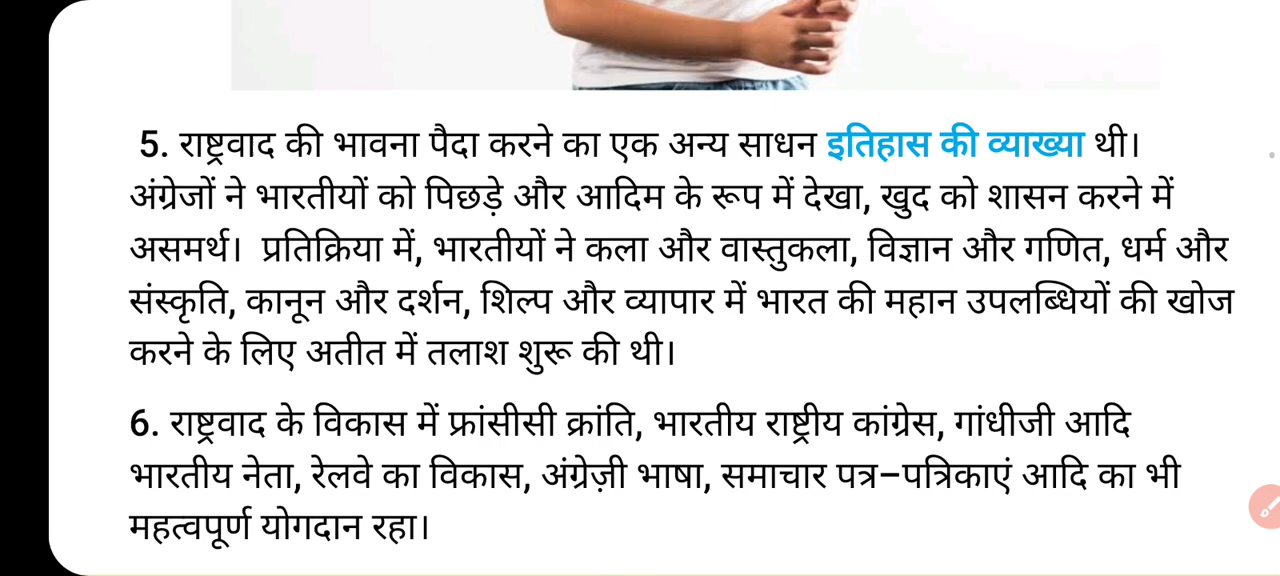 5. राष्ट्रवाद की भावना पैदा करने का एक अन्य साधन इतिहास की व्याख्या थी।
अंग्रेजों ने भारतीयों को पिछड़े और आदिम के रूप में देखा, खुद को शासन करने में
असमर्थ। प्रतिक्रिया में, भारतीयों ने कला और वास्तुकला, विज्ञान और गणित, धर्म और
संस्कृति, कानून और दर्शन, शिल्प और व्यापार में भारत की महान उपलब्धियों की खोज
करने के लिए अतीत में तलाश शुरू की थी।
6. राष्ट्रवाद के विकास में फ्रांसीसी क्रांति, भारतीय राष्ट्रीय कांग्रेस, गांधीजी आदि
भारतीय नेता, रेलवे का विकास, अंग्रेज़ी भाषा, समाचार पत्र–पत्रिकाएं आदि का भी
महत्वपूर्ण योगदान रहा।